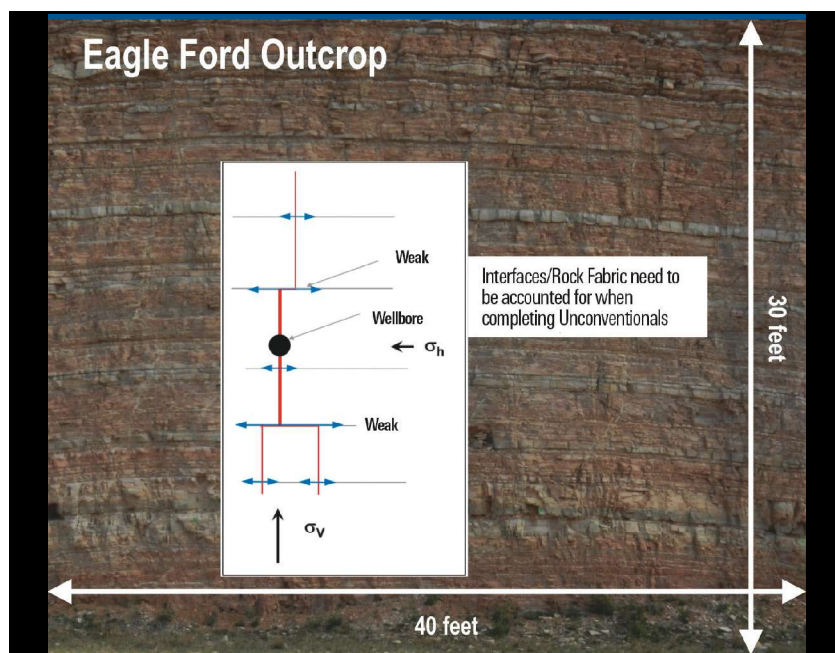 Eagle Ford Outcrop
Weak
Wellbore
σh
Weak
σV
Interfaces/Rock Fabric need to
be accounted for when
completing Unconventionals
30 feet
40 feet